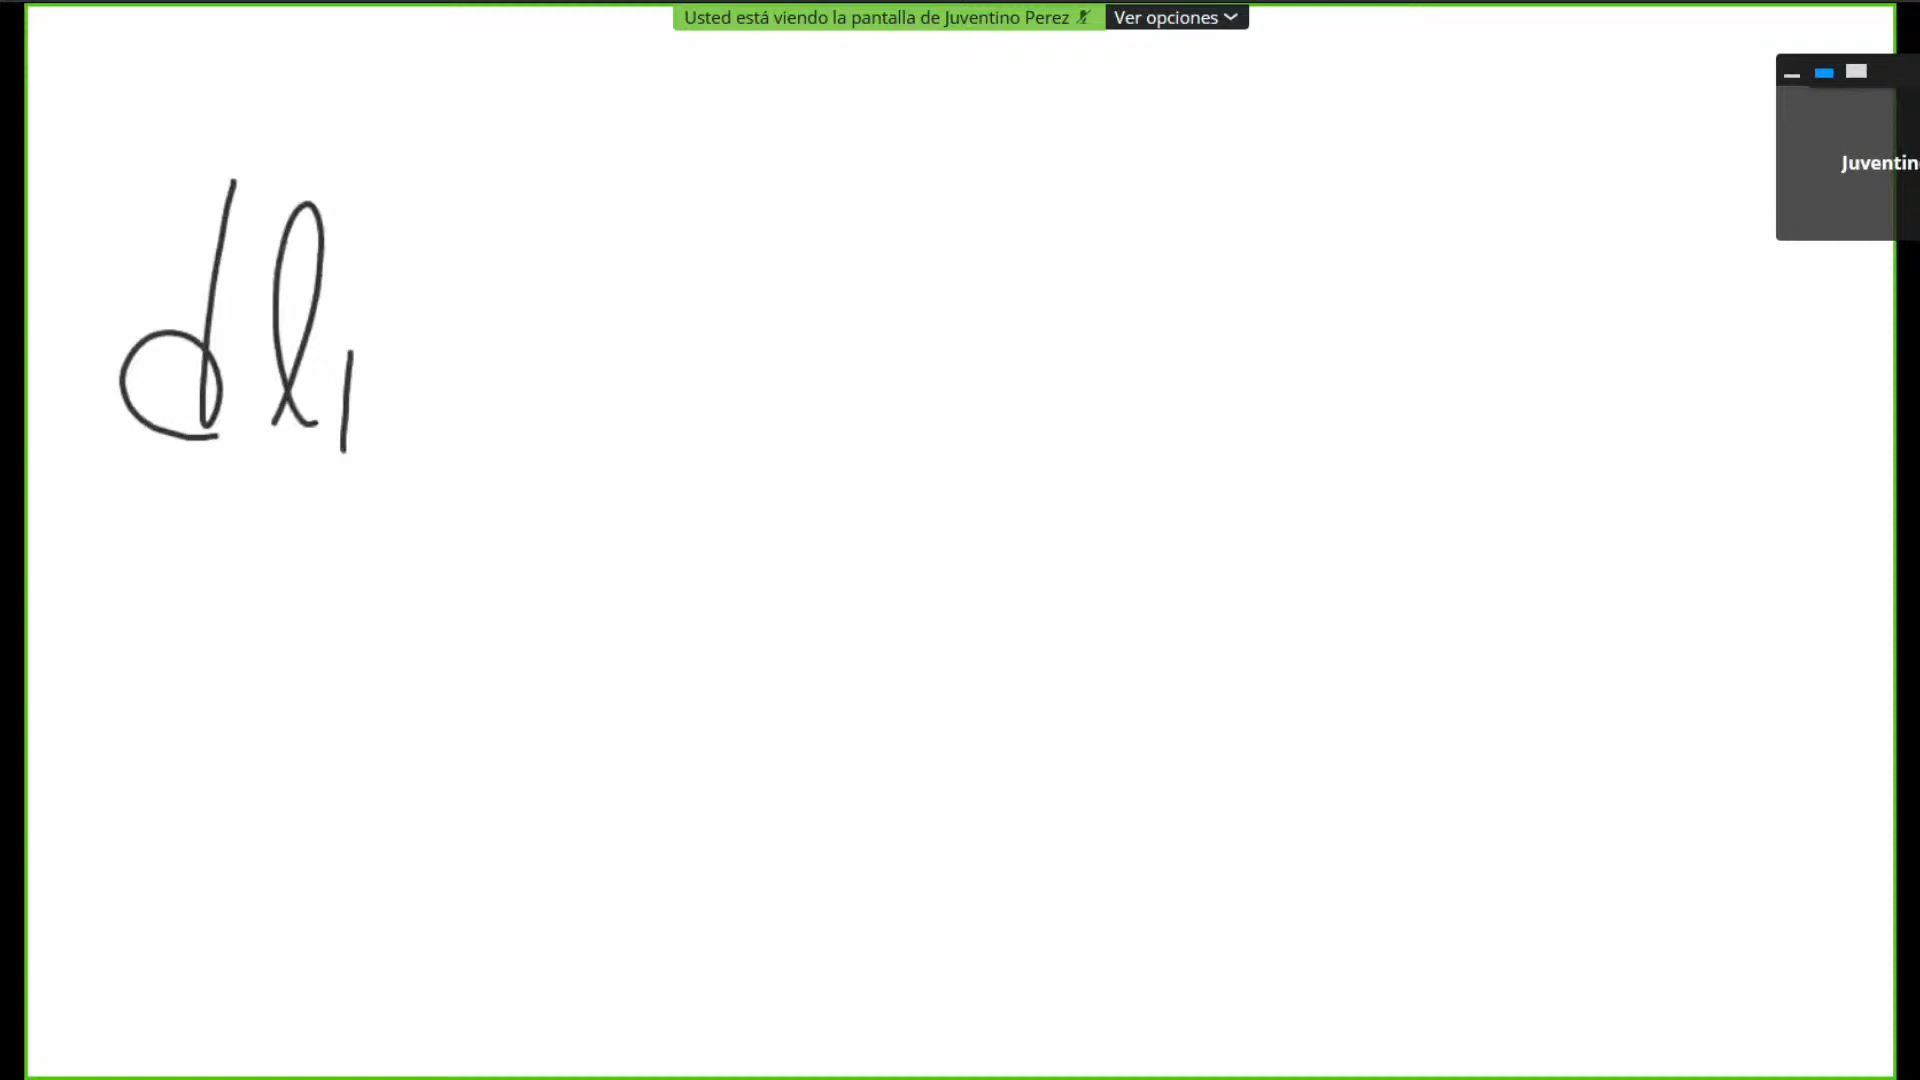 Usted está viendo la pantalla de Juventino Perez Ver opciones
Juventin
dl1